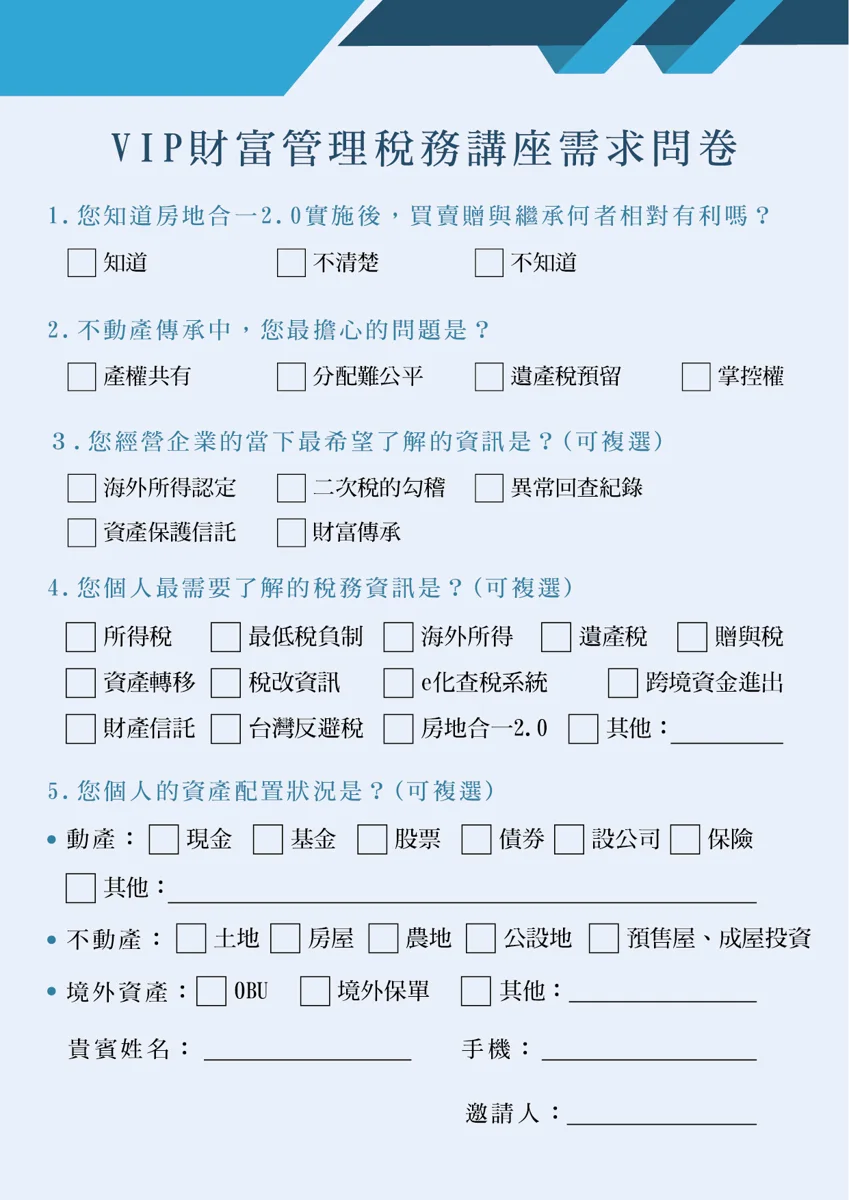 VIP財富管理稅務講座需求問卷
1.您知道房地合一2.0實施後，買賣贈與繼承何者相對有利嗎？
□知道 □不清楚 □不知道
2.不動產傳承中，您最擔心的問題是？
□產權共有 □分配難公平 □遺產稅預留 □掌控權
3.您經營企業的當下最希望了解的資訊是？(可複選)
□海外所得認定 □二次稅的勾稽 □異常回查紀錄
□資產保護信託 □財富傳承
4.您個人最需要了解的稅務資訊是？(可複選)
□所得稅 □最低稅負制 □海外所得 □遺產稅 □贈與稅
□資產轉移 □稅改資訊 □e化查稅系統 □跨境資金進出
□財產信託 □台灣反避稅 □房地合一2.0 □其他：________
5.您個人的資產配置狀況是？(可複選)
•動產：□現金 □基金 □股票 □債券 □設公司 □保險
□其他：________
•不動產：□土地 □房屋 □農地 □公設地 □預售屋、成屋投資
•境外資產：□OBU □境外保單 □其他：________
貴賓姓名：________ 手機：________
邀請人：________